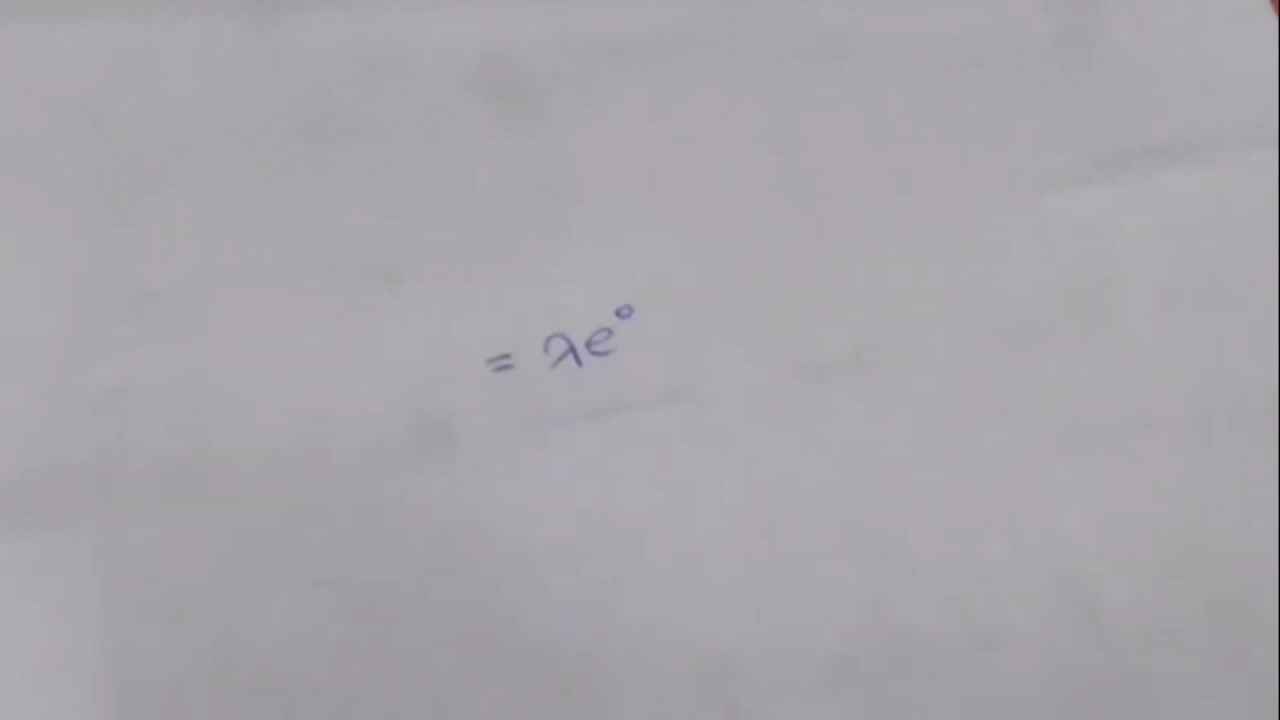 = λe⁰